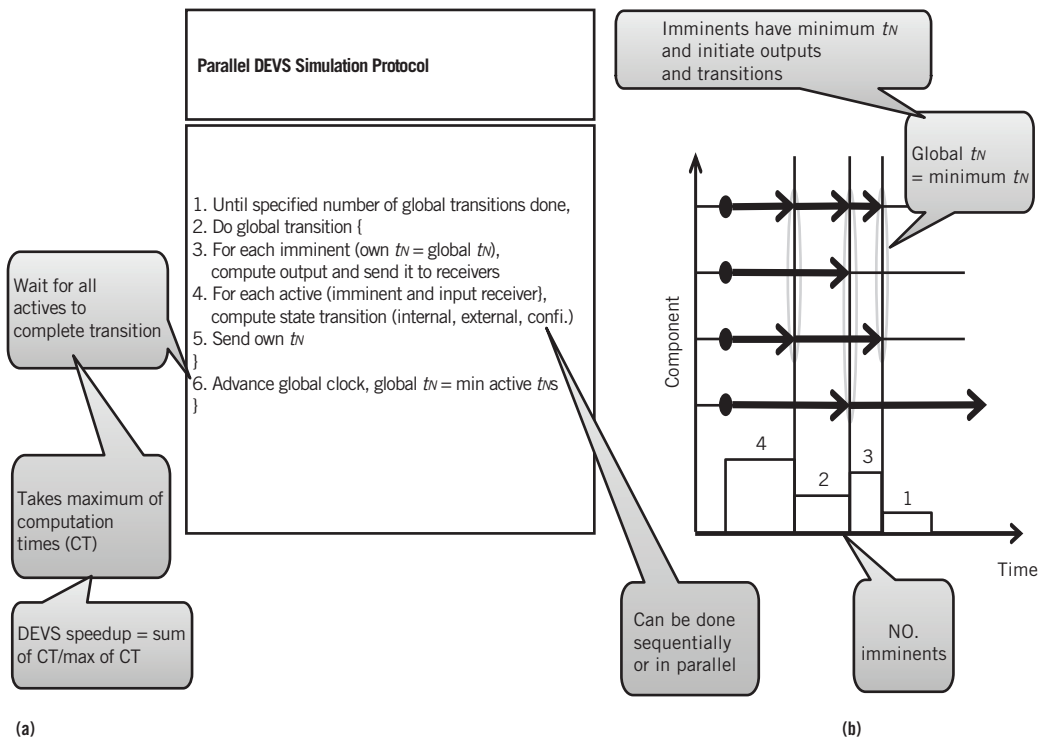 Parallel DEVS Simulation Protocol
1. Until specified number of global transitions done,
2. Do global transition {
3. For each imminent (own tN = global tN),
compute output and send it to receivers
4. For each active (imminent and input receiver},
compute state transition (internal, external, confi.)
5. Send own tN
}
6. Advance global clock, global tN = min active tNs
}
Wait for all
actives to
complete transition
Takes maximum of
computation
times (CT)
DEVS speedup = sum
of CT/max of CT
Can be done
sequentially
or in parallel
(a)
Imminents have minimum tN
and initiate outputs
and transitions
Global tN
= minimum tN
Component
4
2
3
1
Time
NO.
imminents
(b)